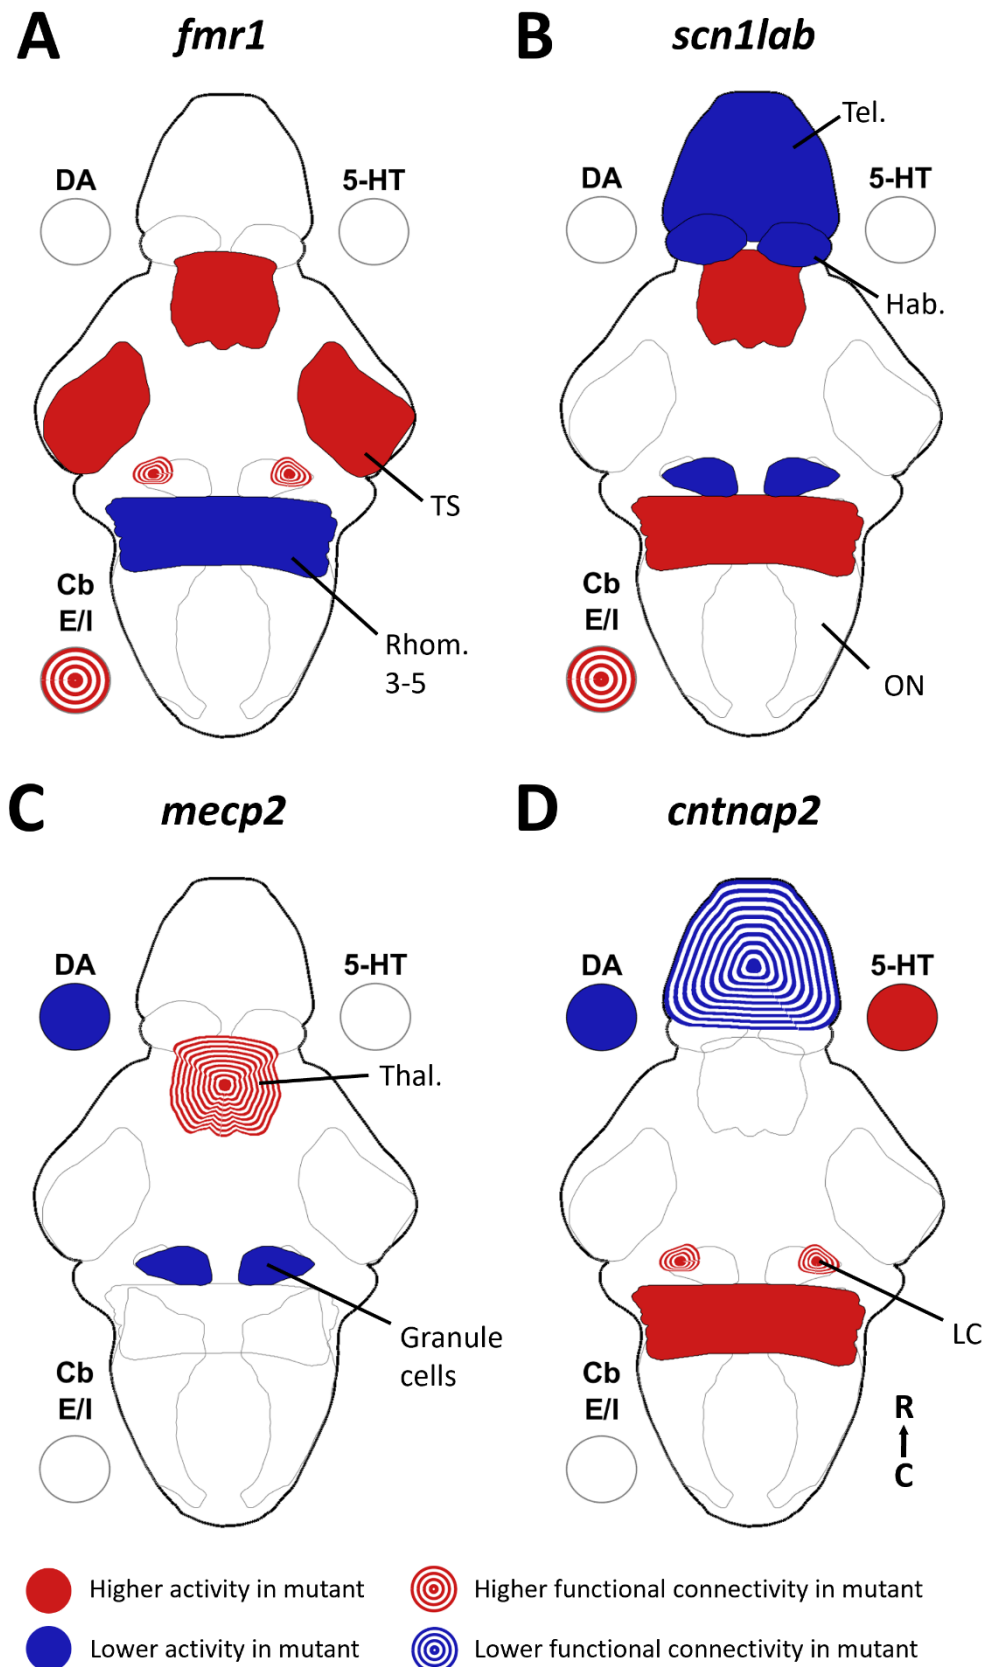 A fmr1
DA
5-HT
TS
Cb
E/I
Rhom.
3-5
B scn1lab
Tel.
DA
5-HT
Hab.
Cb
E/I
ON
C mecp2
DA
5-HT
Thal.
Granule
cells
Cb
E/I
D cntnap2
DA
5-HT
LC
Cb
E/I
R
C
Higher activity in mutant
Higher functional connectivity in mutant
Lower activity in mutant
Lower functional connectivity in mutant